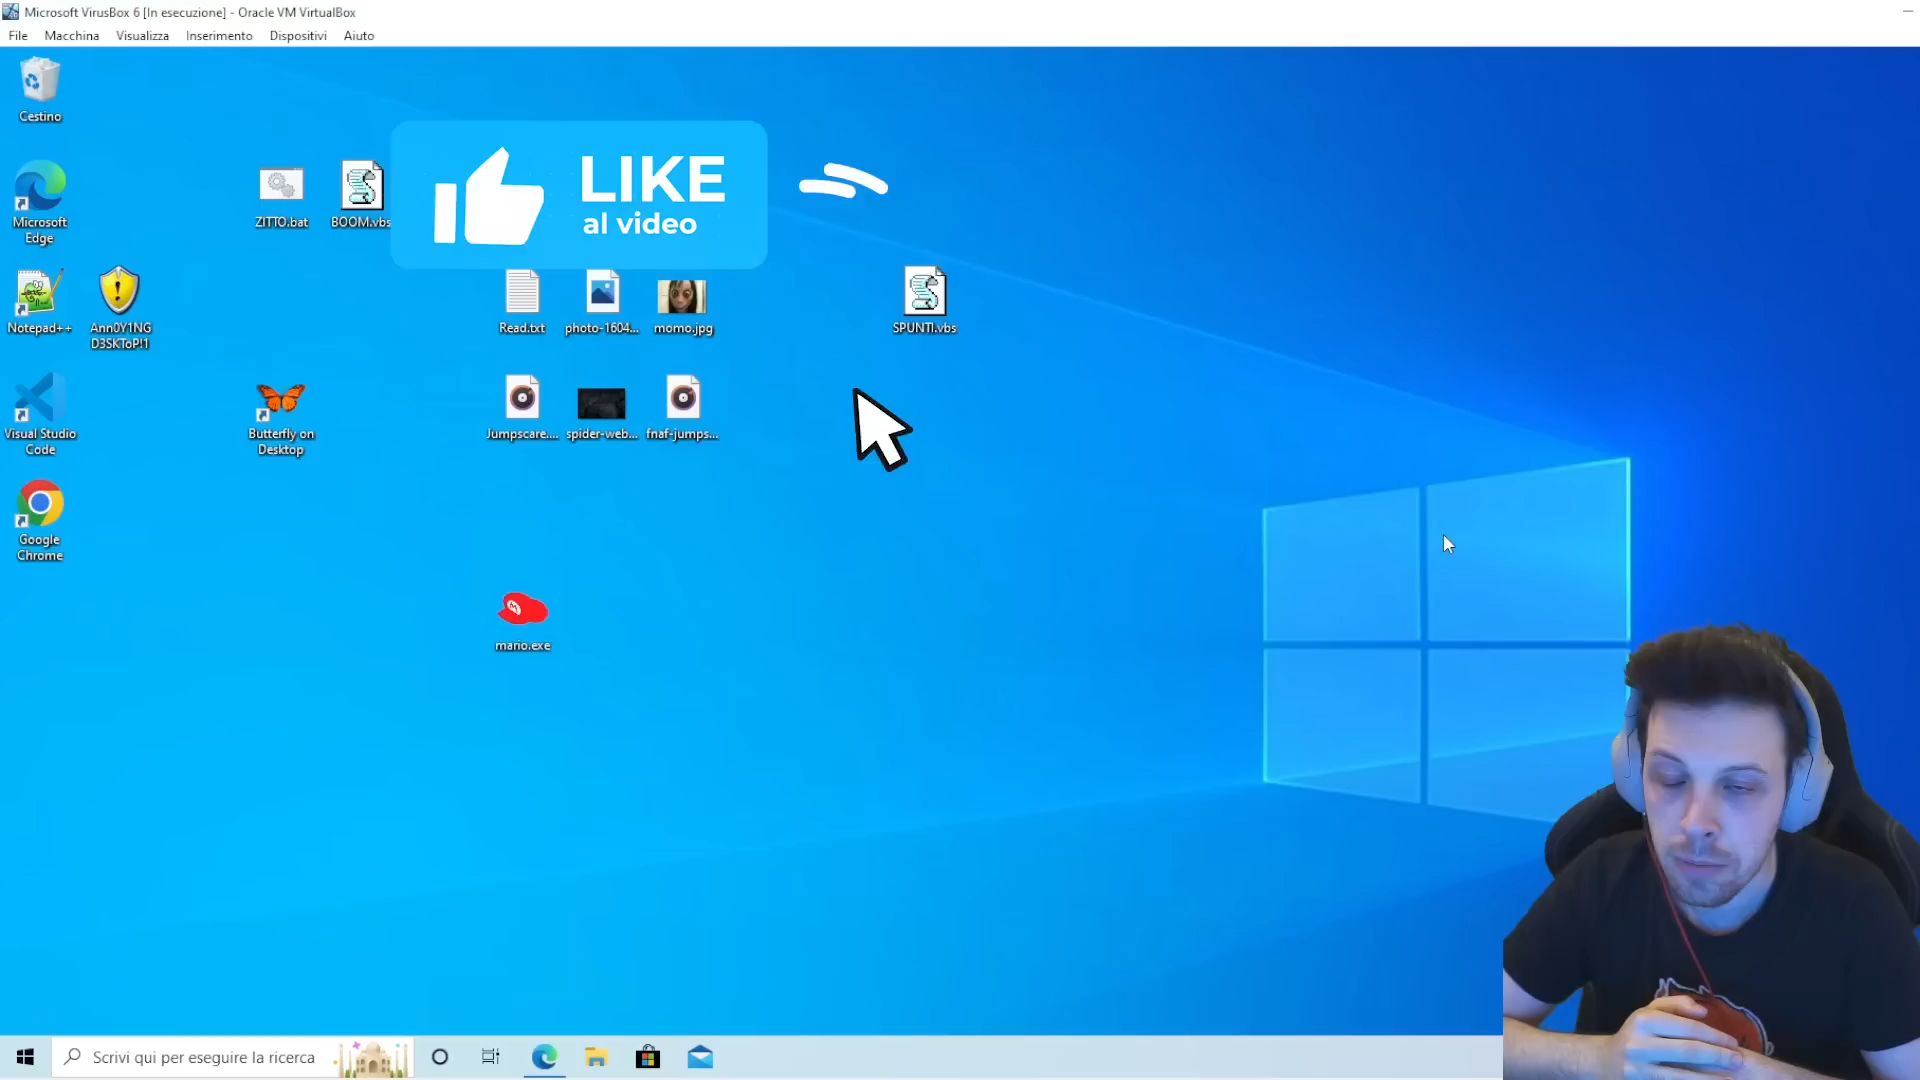 Microsoft VirusBox 6 [In esecuzione] - Oracle VM VirtualBox
File Macchina Visualizza Inserimento Dispositivi Aiuto
Cestino
Microsoft
Edge
ZITTO.bat
BOOM.vbs
LIKE
al video
Notepad++
Ann0Y1NG
D3SKToP!1
Read.txt
photo-1604...
momo.jpg
SPUNTI.vbs
Visual Studio
Code
Butterfly on
Desktop
Jumpscare....
spider-web...
fnaf-jumps...
Google
Chrome
M
mario.exe
Scrivi qui per eseguire la ricerca